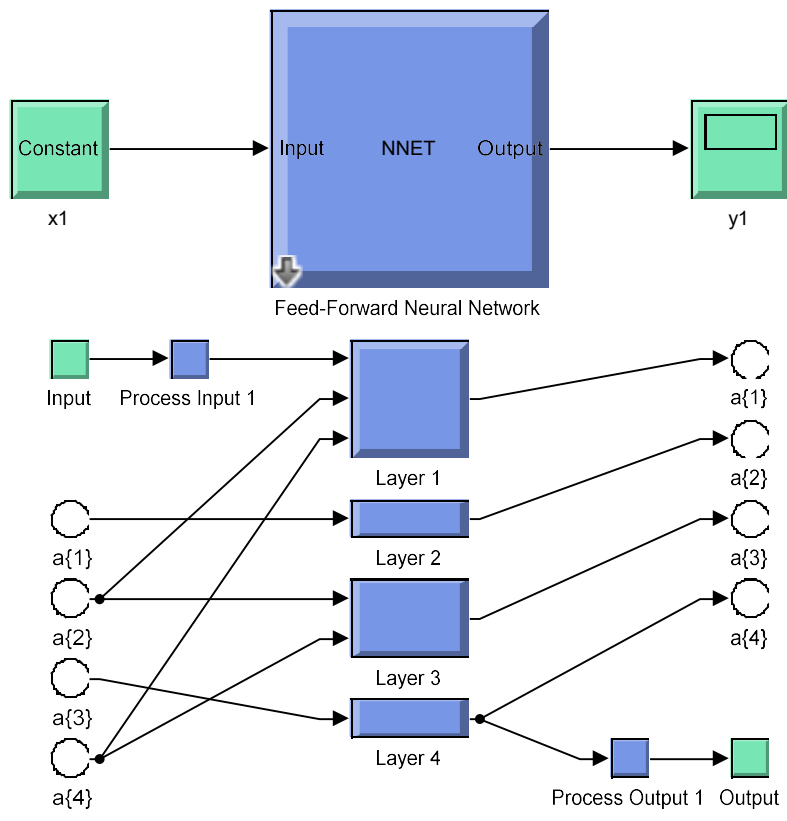 Constant
Input
NNET
Output
x1
y1
Feed-Forward Neural Network
Input
Process Input 1
a{1}
Layer 1
a{2}
a{1}
Layer 2
a{3}
a{2}
a{4}
Layer 3
a{3}
Layer 4
a{4}
Process Output 1
Output